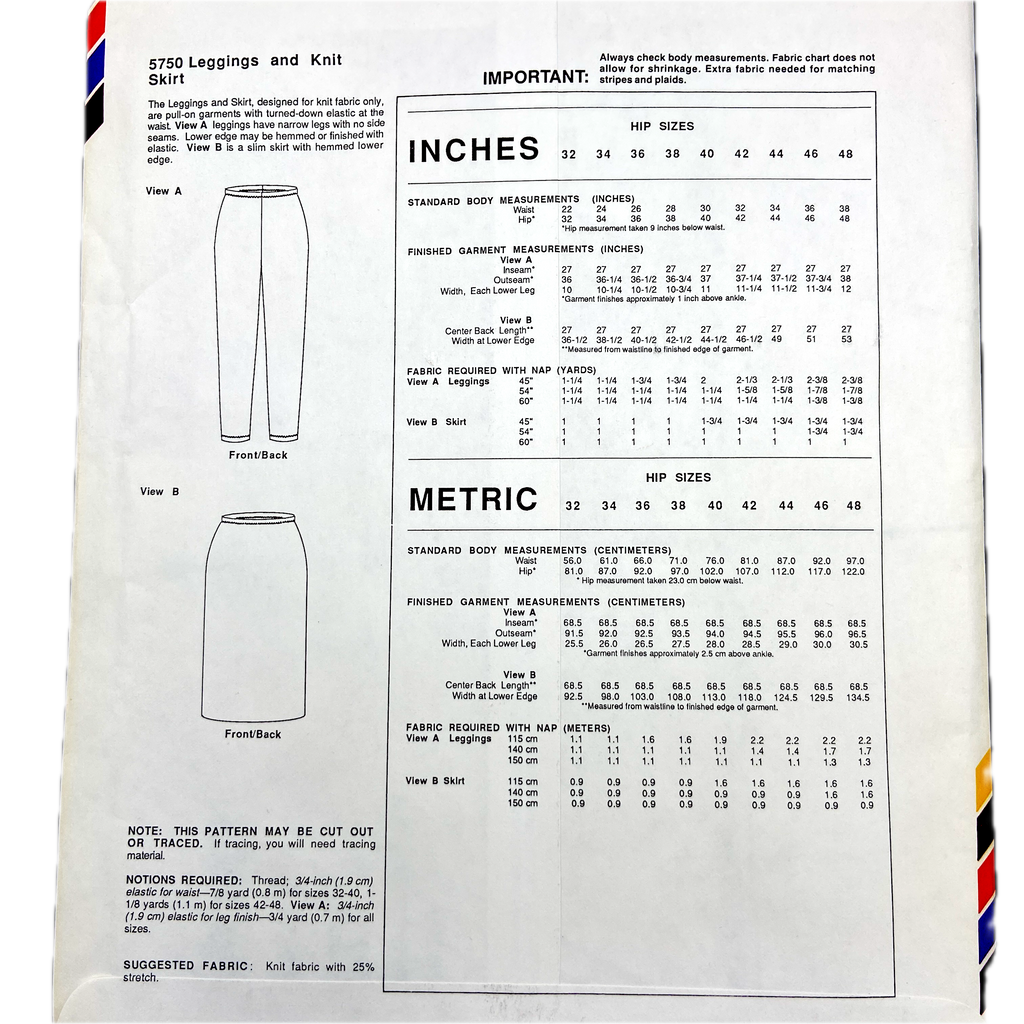 5750 Leggings and Knit
Skirt
The Leggings and Skirt, designed for knit fabric only,
are pull-on garments with turned-down elastic at the
waist. View A leggings have narrow legs with no side
seams. Lower edge may be hemmed or finished with
elastic. View B is a slim skirt with hemmed lower
edge.
View A
Front/Back
View B
Front/Back
NOTE: THIS PATTERN MAY BE CUT OUT
OR TRACED. If tracing, you will need tracing
material.
NOTIONS REQUIRED: Thread; 3/4-inch (1.9 cm)
elastic for waist—7/8 yard (0.8 m) for sizes 32-40, 1-
1/8 yards (1.1 m) for sizes 42-48. View A: 3/4-inch
(1.9 cm) elastic for leg finish—3/4 yard (0.7 m) for all
sizes.
SUGGESTED FABRIC: Knit fabric with 25%
stretch.
IMPORTANT: Always check body measurements. Fabric chart does not
allow for shrinkage. Extra fabric needed for matching
stripes and plaids.
HIP SIZES
INCHES 32 34 36 38 40 42 44 46 48
STANDARD BODY MEASUREMENTS (INCHES)
Waist 22 24 26 28 30 32 34 36 38
Hip* 32 34 36 38 40 42 44 46 48
*Hip measurement taken 9 inches below waist.
FINISHED GARMENT MEASUREMENTS (INCHES)
View A
Inseam* 27 27 27 27 27 27 27 27 27
Outseam* 36 36-1/4 36-1/2 36-3/4 37 37-1/4 37-1/2 37-3/4 38
Width, Each Lower Leg 10 10-1/4 10-1/2 10-3/4 11 11-1/4 11-1/2 11-3/4 12
*Garment finishes approximately 1 inch above ankle.
View B
Center Back Length** 27 27 27 27 27 27 27 27 27
Width at Lower Edge 36-1/2 38-1/2 40-1/2 42-1/2 44-1/2 46-1/2 49 51 53
**Measured from waistline to finished edge of garment.
FABRIC REQUIRED WITH NAP (YARDS)
View A Leggings 45" 1-1/4 1-1/4 1-3/4 1-3/4 2 2-1/3 2-1/3 2-3/8 2-3/8
54" 1-1/4 1-1/4 1-1/4 1-1/4 1-1/4 1-5/8 1-5/8 1-7/8 1-7/8
60" 1-1/4 1-1/4 1-1/4 1-1/4 1-1/4 1-1/4 1-1/4 1-3/8 1-3/8
View B Skirt 45" 1 1 1 1 1-3/4 1-3/4 1-3/4 1-3/4 1-3/4
54" 1 1 1 1 1 1 1 1-3/4 1-3/4
60" 1 1 1 1 1 1 1 1 1
HIP SIZES
METRIC 32 34 36 38 40 42 44 46 48
STANDARD BODY MEASUREMENTS (CENTIMETERS)
Waist 56.0 61.0 66.0 71.0 76.0 81.0 87.0 92.0 97.0
Hip* 81.0 87.0 92.0 97.0 102.0 107.0 112.0 117.0 122.0
* Hip measurement taken 23.0 cm below waist.
FINISHED GARMENT MEASUREMENTS (CENTIMETERS)
View A
Inseam* 68.5 68.5 68.5 68.5 68.5 68.5 68.5 68.5 68.5
Outseam* 91.5 92.0 92.5 93.5 94.0 94.5 95.5 96.0 96.5
Width, Each Lower Leg 25.5 26.0 26.5 27.5 28.0 28.5 29.0 30.0 30.5
*Garment finishes approximately 2.5 cm above ankle.
View B
Center Back Length** 68.5 68.5 68.5 68.5 68.5 68.5 68.5 68.5 68.5
Width at Lower Edge 92.5 98.0 103.0 108.0 113.0 118.0 124.5 129.5 134.5
**Measured from waistline to finished edge of garment.
FABRIC REQUIRED WITH NAP (METERS)
View A Leggings 115 cm 1.1 1.1 1.6 1.6 1.9 2.2 2.2 2.2 2.2
140 cm 1.1 1.1 1.1 1.1 1.1 1.4 1.4 1.7 1.7
150 cm 1.1 1.1 1.1 1.1 1.1 1.1 1.1 1.3 1.3
View B Skirt 115 cm 0.9 0.9 0.9 0.9 1.6 1.6 1.6 1.6 1.6
140 cm 0.9 0.9 0.9 0.9 0.9 0.9 0.9 1.6 1.6
150 cm 0.9 0.9 0.9 0.9 0.9 0.9 0.9 0.9 0.9